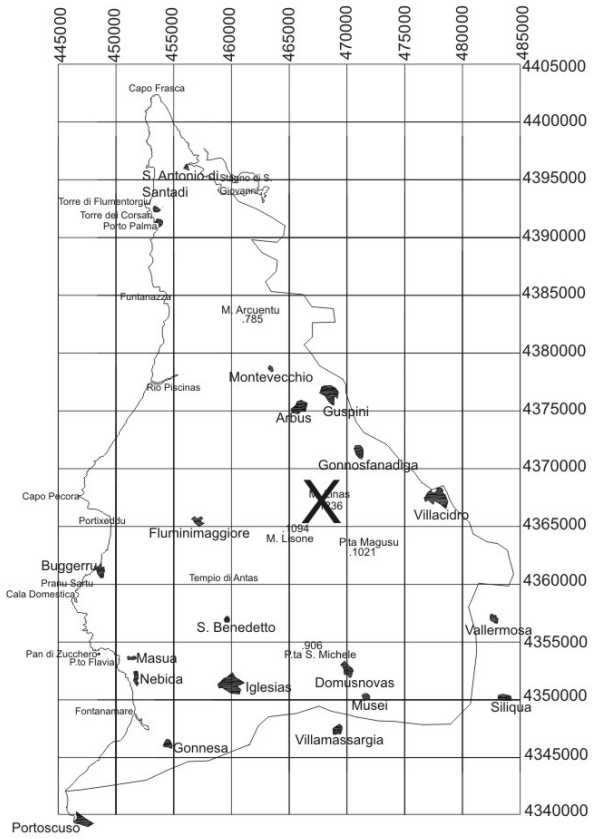 445000
450000
455000
460000
465000
470000
475000
480000
485000
4405000
Capo Frasca
4400000
S. Antonio di
Santadi
Stagno di S.
Giovanni
4395000
Torre di Flumentorgiu
Torre dei Corsari
Porto Palma
4390000
Funtanazza
4385000
M. Arcuentu
.785
4380000
Montevecchio
Rio Piscinas
Guspini
Arbus
4375000
Gonnosfanadiga
4370000
Capo Pecora
M. Linas
1236
X
Villacidro
Portixeddu
4365000
Fluminimaggiore
.1094
M. Lisone
P.ta Magusu
.1021
Buggerru
Tempio di Antas
Pranu Sartu
4360000
Cala Domestica
S. Benedetto
Vallermosa
4355000
.906
P.ta S. Michele
Pan di Zucchero
Masua
P.to Flavia
Nebida
Iglesias
Domusnovas
4350000
Musei
Siliqua
Fontanamare
Gonnesa
Villamassargia
4345000
4340000
Portoscuso